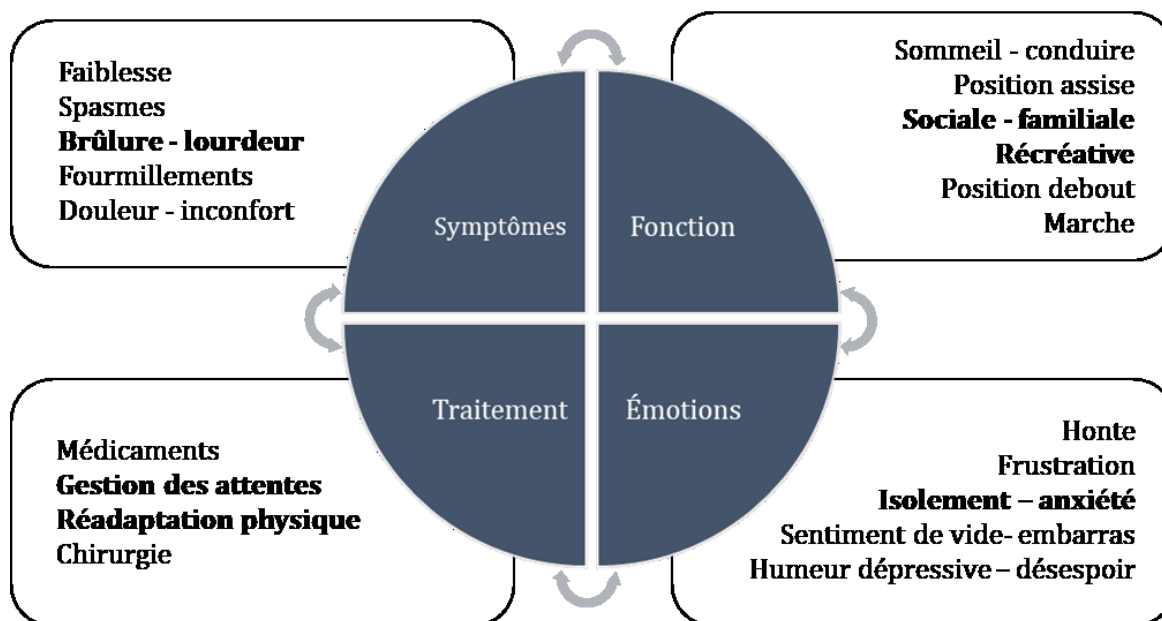 Faiblesse
Spasmes
Brûlure - lourdeur
Fourmillements
Douleur - inconfort
Sommeil - conduire
Position assise
Sociale - familiale
Récréative
Position debout
Marche
Symptômes
Fonction
Traitement
Émotions
Médicaments
Gestion des attentes
Réadaptation physique
Chirurgie
Honte
Frustration
Isolement – anxiété
Sentiment de vide- embarras
Humeur dépressive – désespoir